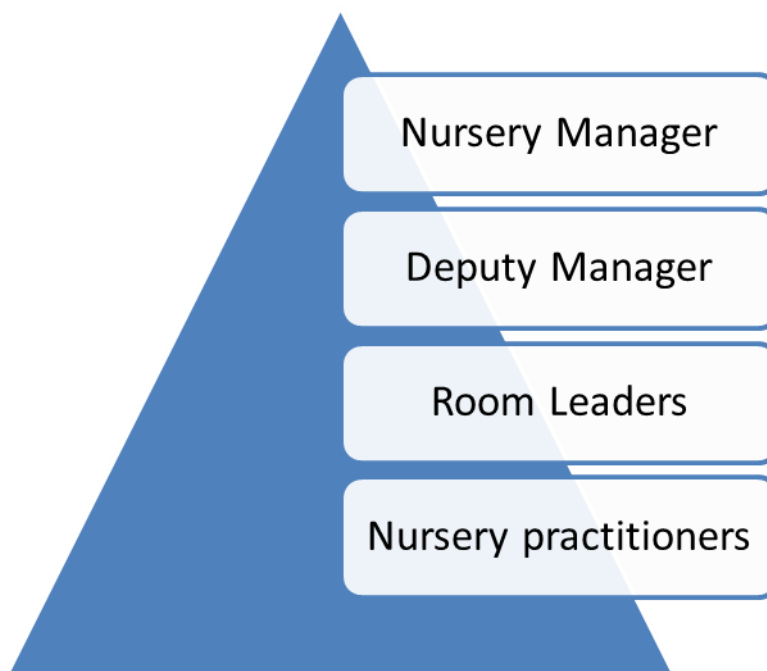 Nursery Manager
Deputy Manager
Room Leaders
Nursery practitioners